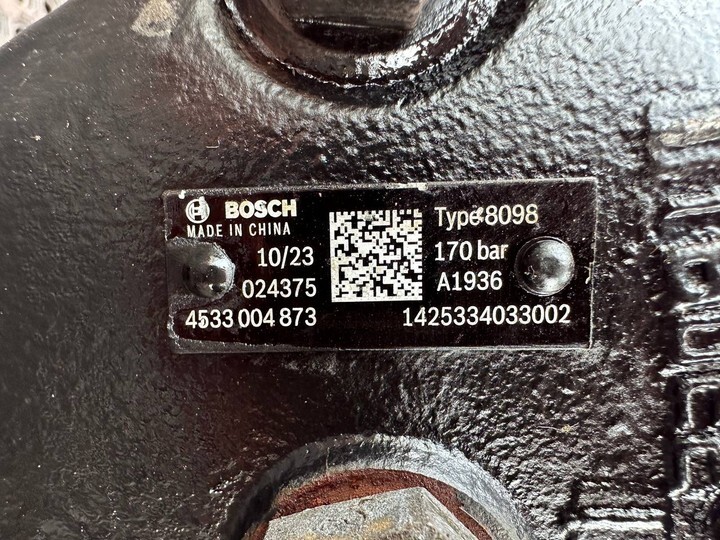 BOSCH
MADE IN CHINA
10/23
024375
4533 004 873
Type 8098
170 bar
A1936
1425334033002